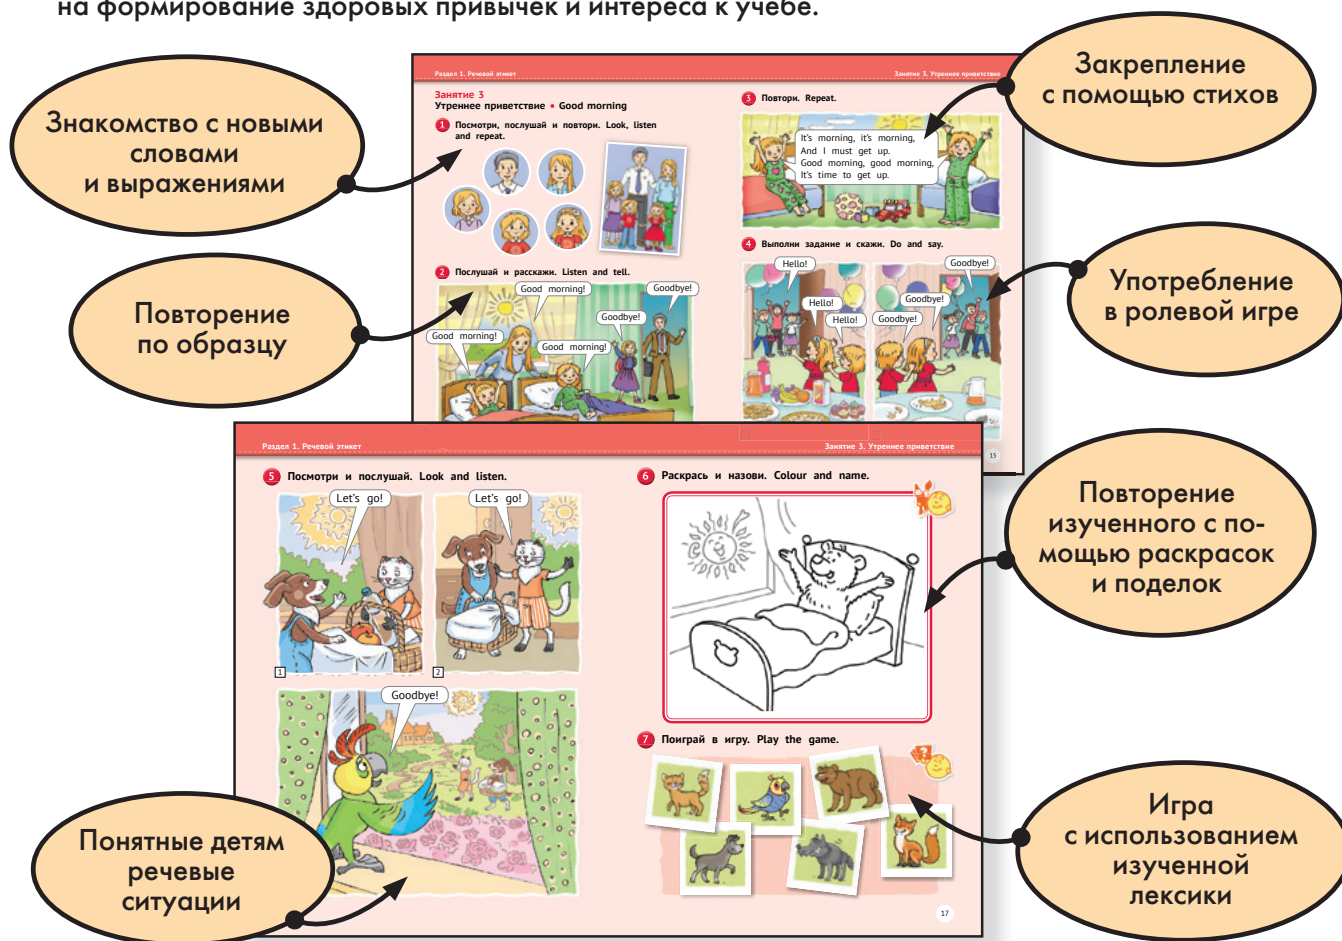 на формирование здоровых привычек и интереса к учебе.
Знакомство с новыми
словами
и выражениями
Повторение
по образцу
Закрепление
с помощью стихов
Употребление
в ролевой игре
Раздел 1. Речевой этикет
Занятие 3. Утреннее приветствие
Занятие 3
Утреннее приветствие • Good morning
1 Посмотри, послушай и повтори. Look, listen
and repeat.
2 Послушай и расскажи. Listen and tell.
Good morning!
Goodbye!
Goodbye!
Good morning!
Good morning!
3 Повтори. Repeat.
It's morning, it's morning,
And I must get up.
Good morning, good morning,
It's time to get up.
4 Выполни задание и скажи. Do and say.
Hello!
Hello!
Hello!
Goodbye!
Goodbye!
Goodbye!
15
Раздел 1. Речевой этикет
Занятие 3. Утреннее приветствие
5 Посмотри и послушай. Look and listen.
Let's go!
1
Let's go!
2
Goodbye!
6 Раскрась и назови. Colour and name.
7 Поиграй в игру. Play the game.
17
Повторение
изученного с по-
мощью раскрасок
и поделок
Понятные детям
речевые
ситуации
Игра
с использованием
изученной
лексики